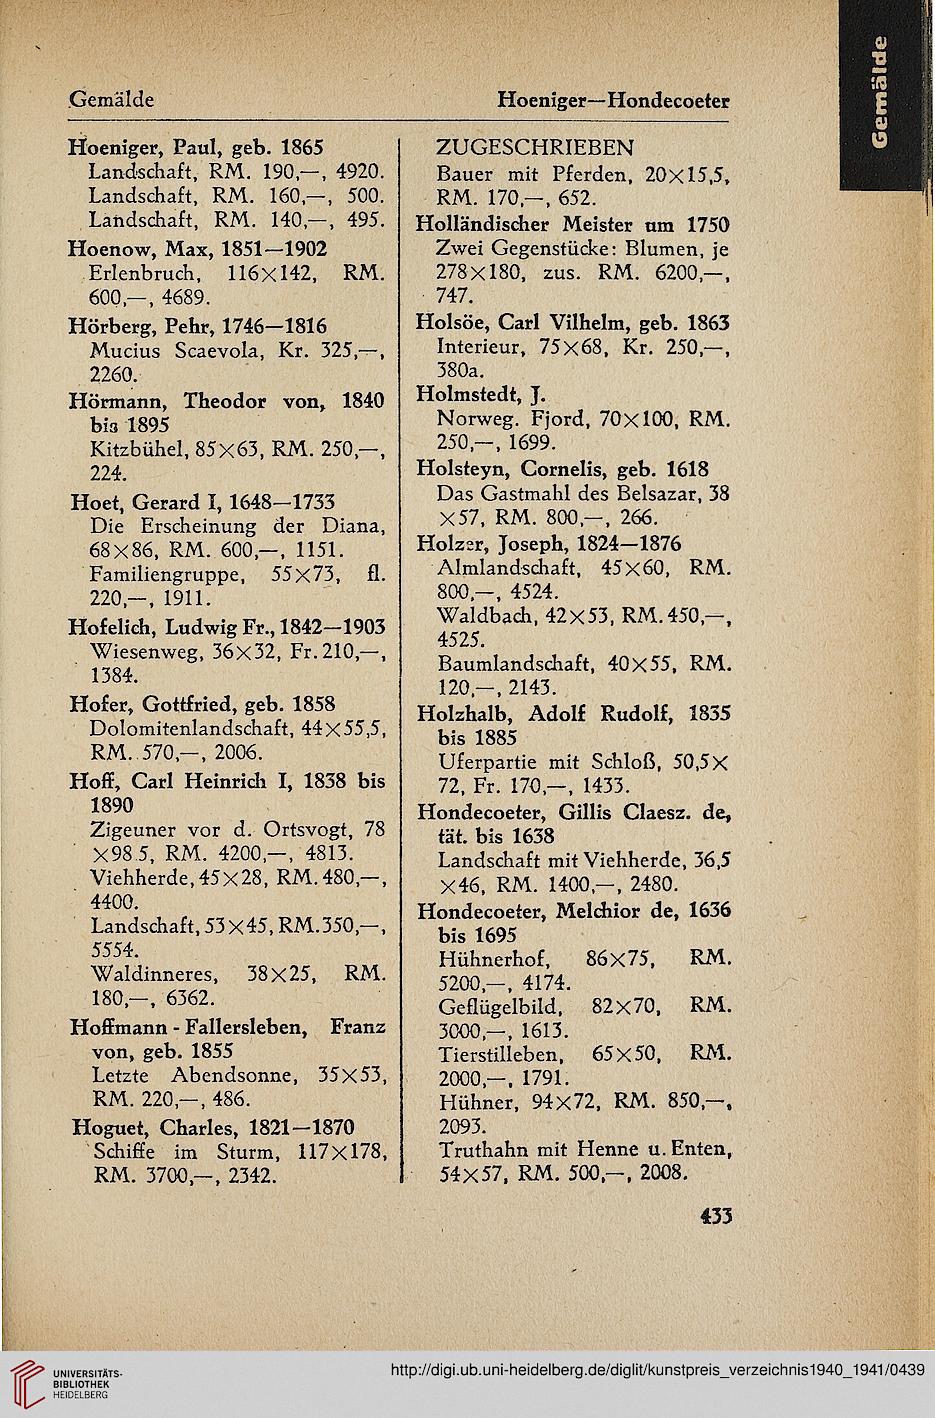 Gemälde
Gemälde
Hoeniger—Hondecoeter
Hoeniger, Paul, geb. 1865
Landschaft, RM. 190,—, 4920.
Landschaft, RM. 160,—, 500.
Landschaft, RM. 140,—, 495.
Hoenow, Max, 1851—1902
Erlenbruch, 116×142, RM.
600,—, 4689.
Hörberg, Pehr, 1746—1816
Mucius Scaevola, Kr. 325,—,
2260.
Hörmann, Theodor von, 1840
bis 1895
Kitzbühel, 85×63, RM. 250,—,
224.
Hoet, Gerard I, 1648—1733
Die Erscheinung der Diana,
68×86, RM. 600,—, 1151.
Familiengruppe, 55×73, fl.
220,—, 1911.
Hofelich, Ludwig Fr., 1842—1903
Wiesenweg, 36×32, Fr. 210,—,
1384.
Hofer, Gottfried, geb. 1858
Dolomitenlandschaft, 44×55,5,
RM. 570,—, 2006.
Hoff, Carl Heinrich I, 1838 bis
1890
Zigeuner vor d. Ortsvogt, 78
×98.5, RM. 4200,—, 4813.
Viehherde, 45×28, RM. 480,—,
4400.
Landschaft, 53×45, RM. 350,—,
5554.
Waldinneres, 38×25, RM.
180,—, 6362.
Hoffmann - Fallersleben, Franz
von, geb. 1855
Letzte Abendsonne, 35×53,
RM. 220,—, 486.
Hoguet, Charles, 1821—1870
Schiffe im Sturm, 117×178,
RM. 3700,—, 2342.
ZUGESCHRIEBEN
Bauer mit Pferden, 20×15,5,
RM. 170,—, 652.
Holländischer Meister um 1750
Zwei Gegenstücke: Blumen, je
278×180, zus. RM. 6200,—,
747.
Holsöe, Carl Vilhelm, geb. 1863
Interieur, 75×68, Kr. 250,—,
380a.
Holmstedt, J.
Norweg. Fjord, 70×100, RM.
250,—, 1699.
Holsteyn, Cornelis, geb. 1618
Das Gastmahl des Belsazar, 38
×57, RM. 800,—, 266.
Holzer, Joseph, 1824—1876
Almlandschaft, 45×60, RM.
800,—, 4524.
Waldbach, 42×53, RM. 450,—,
4525.
Baumlandschaft, 40×55, RM.
120,—, 2143.
Holzhalb, Adolf Rudolf, 1835
bis 1885
Uferpartie mit Schloß, 50,5×
72, Fr. 170,—, 1433.
Hondecoeter, Gillis Claesz. de,
tät. bis 1638
Landschaft mit Viehherde, 36,5
×46, RM. 1400,—, 2480.
Hondecoeter, Melchior de, 1636
bis 1695
Hühnerhof, 86×75, RM.
5200,—, 4174.
Geflügelbild, 82×70, RM.
3000,—, 1613.
Tierstilleben, 65×50, RM.
2000,—, 1791.
Hühner, 94×72, RM. 850,—,
2093.
Truthahn mit Henne u. Enten,
54×57, RM. 500,—, 2008.
433
UNIVERSITÄTS-
BIBLIOTHEK
HEIDELBERG
http://digi.ub.uni-heidelberg.de/diglit/kunstpreis_verzeichnis1940_1941/0439